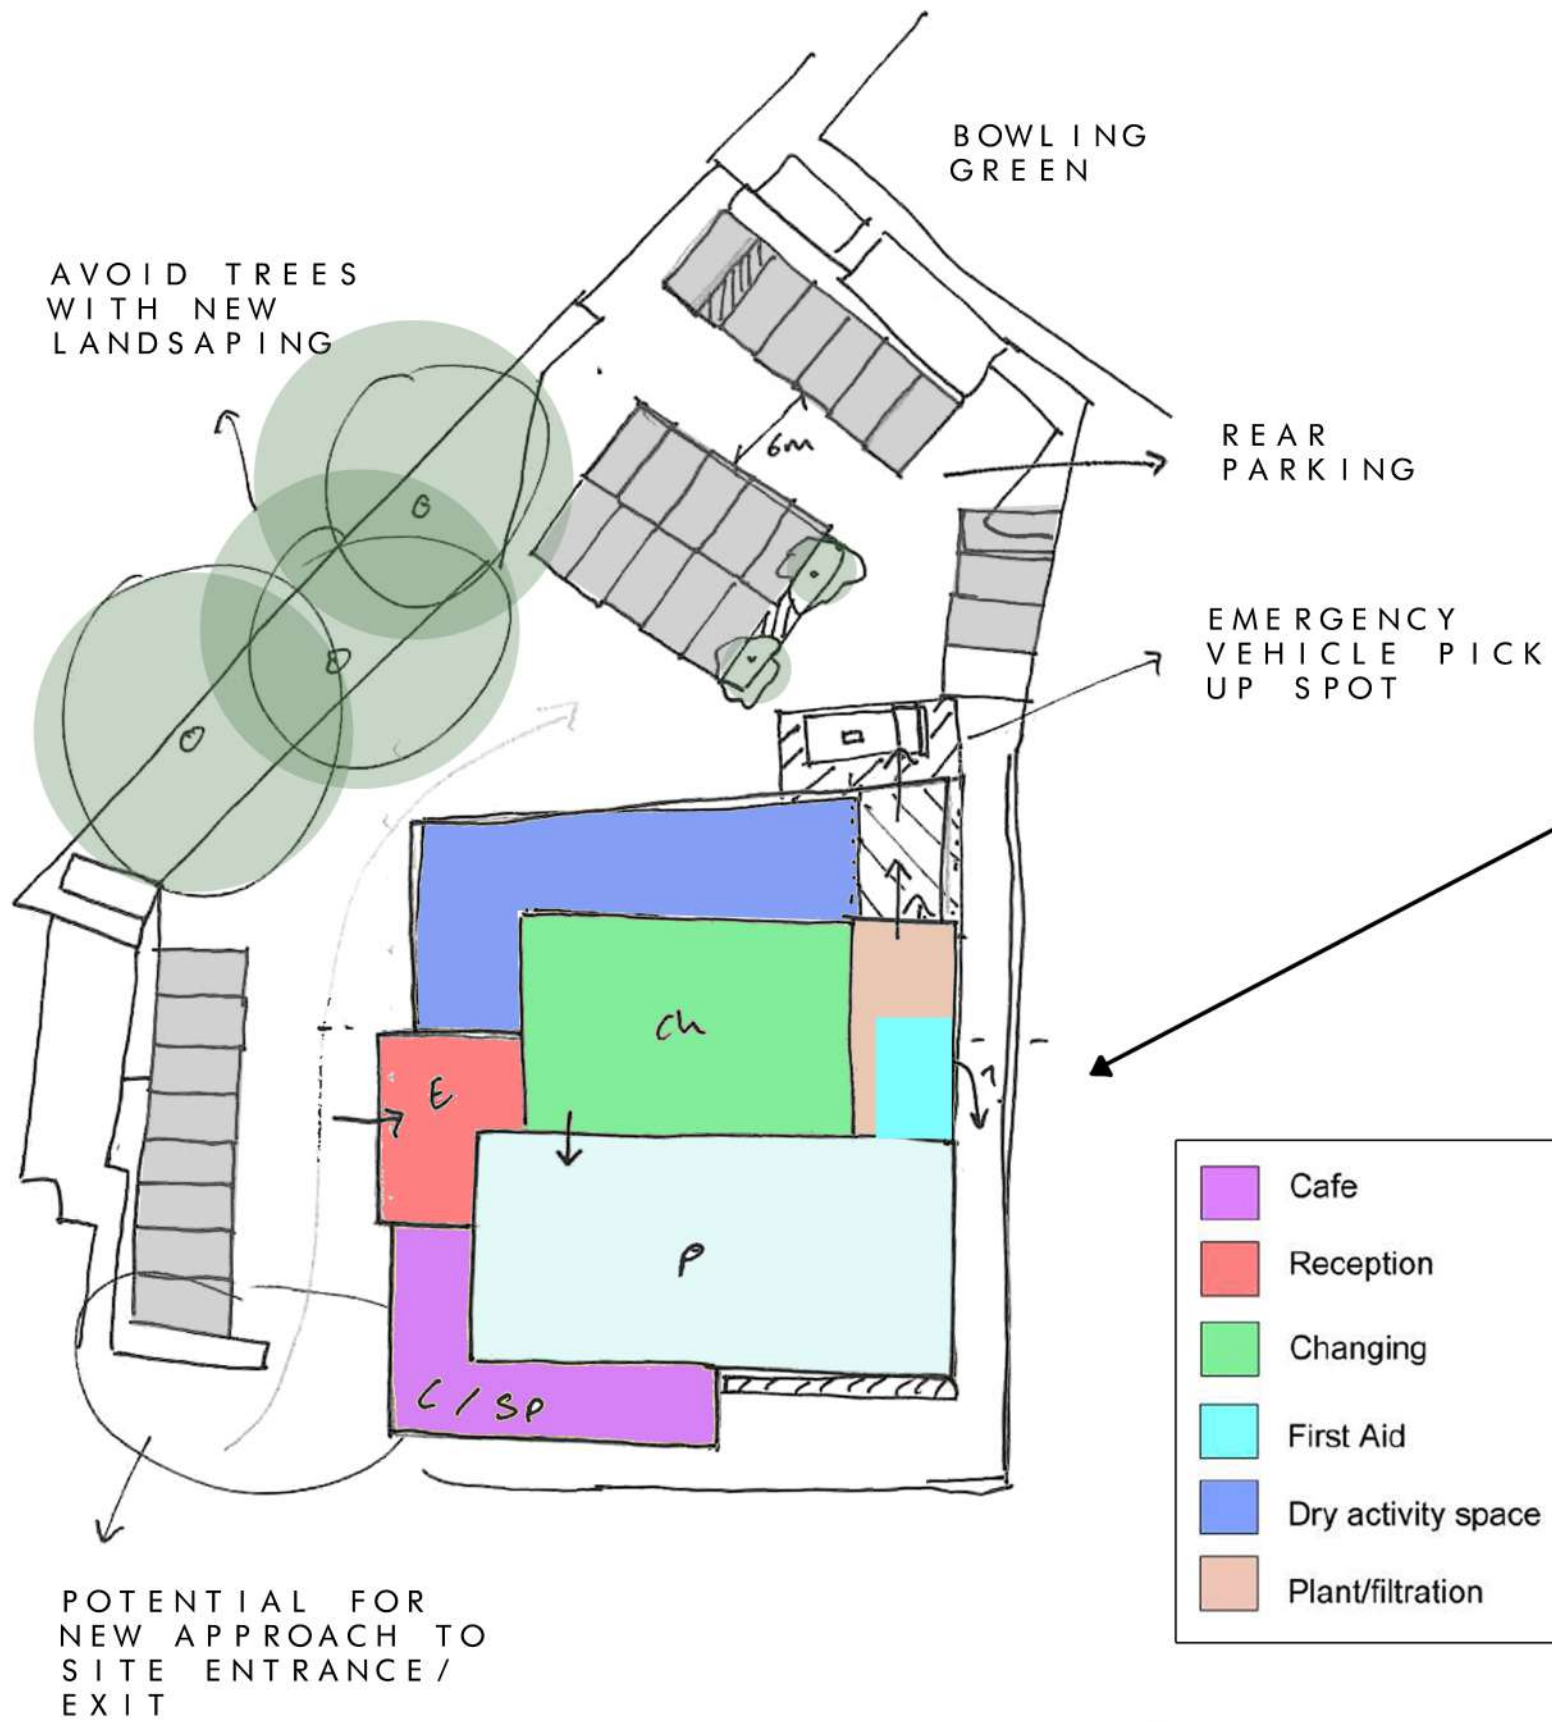 BOWLING
GREEN
AVOID TREES
WITH NEW
LANDSAPING
6m
REAR
PARKING
EMERGENCY
VEHICLE PICK
UP SPOT
Ch
E
?
P
C / SP
Cafe
Reception
Changing
First Aid
Dry activity space
Plant/filtration
POTENTIAL FOR
NEW APPROACH TO
SITE ENTRANCE/
EXIT